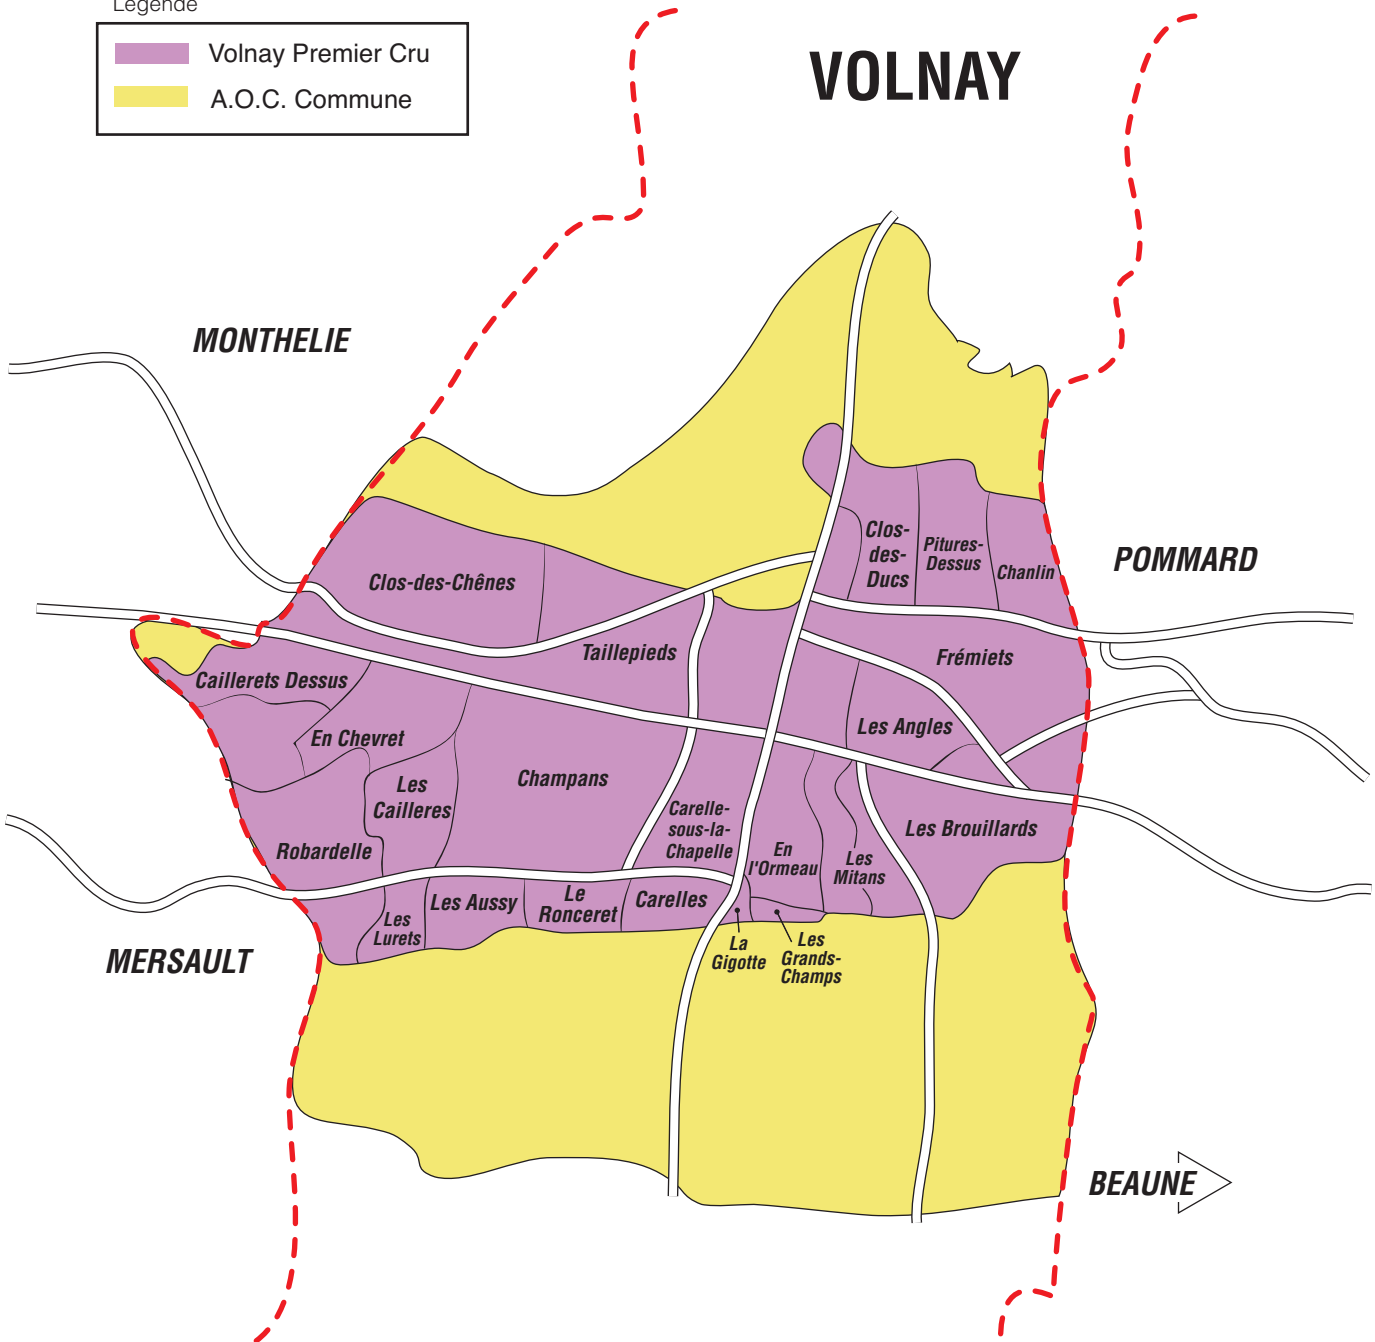 Légende
Volnay Premier Cru
A.O.C. Commune
VOLNAY
MONTHELIE
POMMARD
Clos-
des-
Ducs
Pitures-
Dessus
Chanlin
Clos-des-Chênes
Taillepieds
Frémiets
Caillerets Dessus
En Chevret
Les Angles
Les
Cailleres
Champans
Carelle-
sous-la-
Chapelle
Les Brouillards
Robardelle
En
l'Ormeau
Les
Mitans
Les
Lurets
Les Aussy
Le
Ronceret
Carelles
La
Gigotte
Les
Grands-
Champs
MERSAULT
BEAUNE